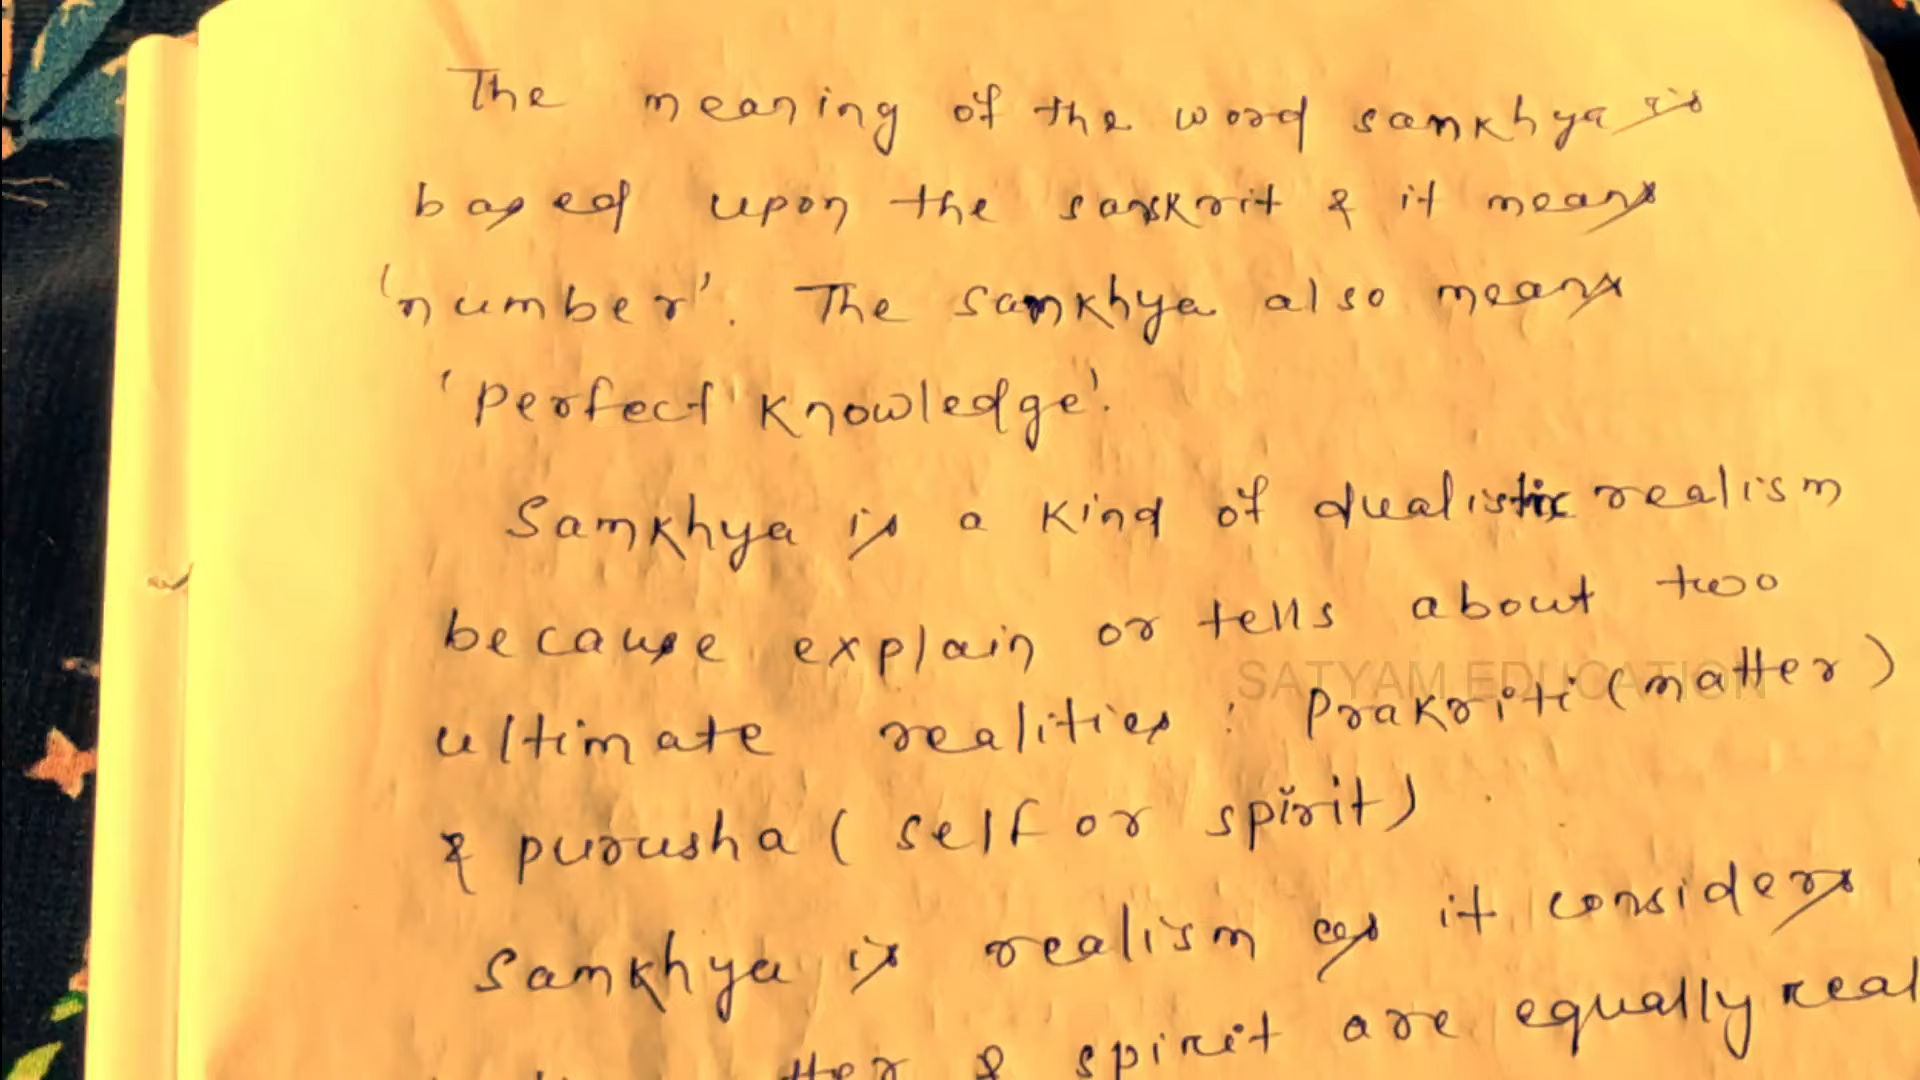 The meaning of the word samkhya is
based upon the sanskrit & it means
'number'. The samkhya also means
'perfect knowledge'.
Samkhya is a kind of dualistic realism
because explain or tells about two
ultimate realities : Prakriti (matter)
& purusha (self or spirit)
SATYAM EDUCATION
Samkhya is realism as it considers
& spirit are equally real